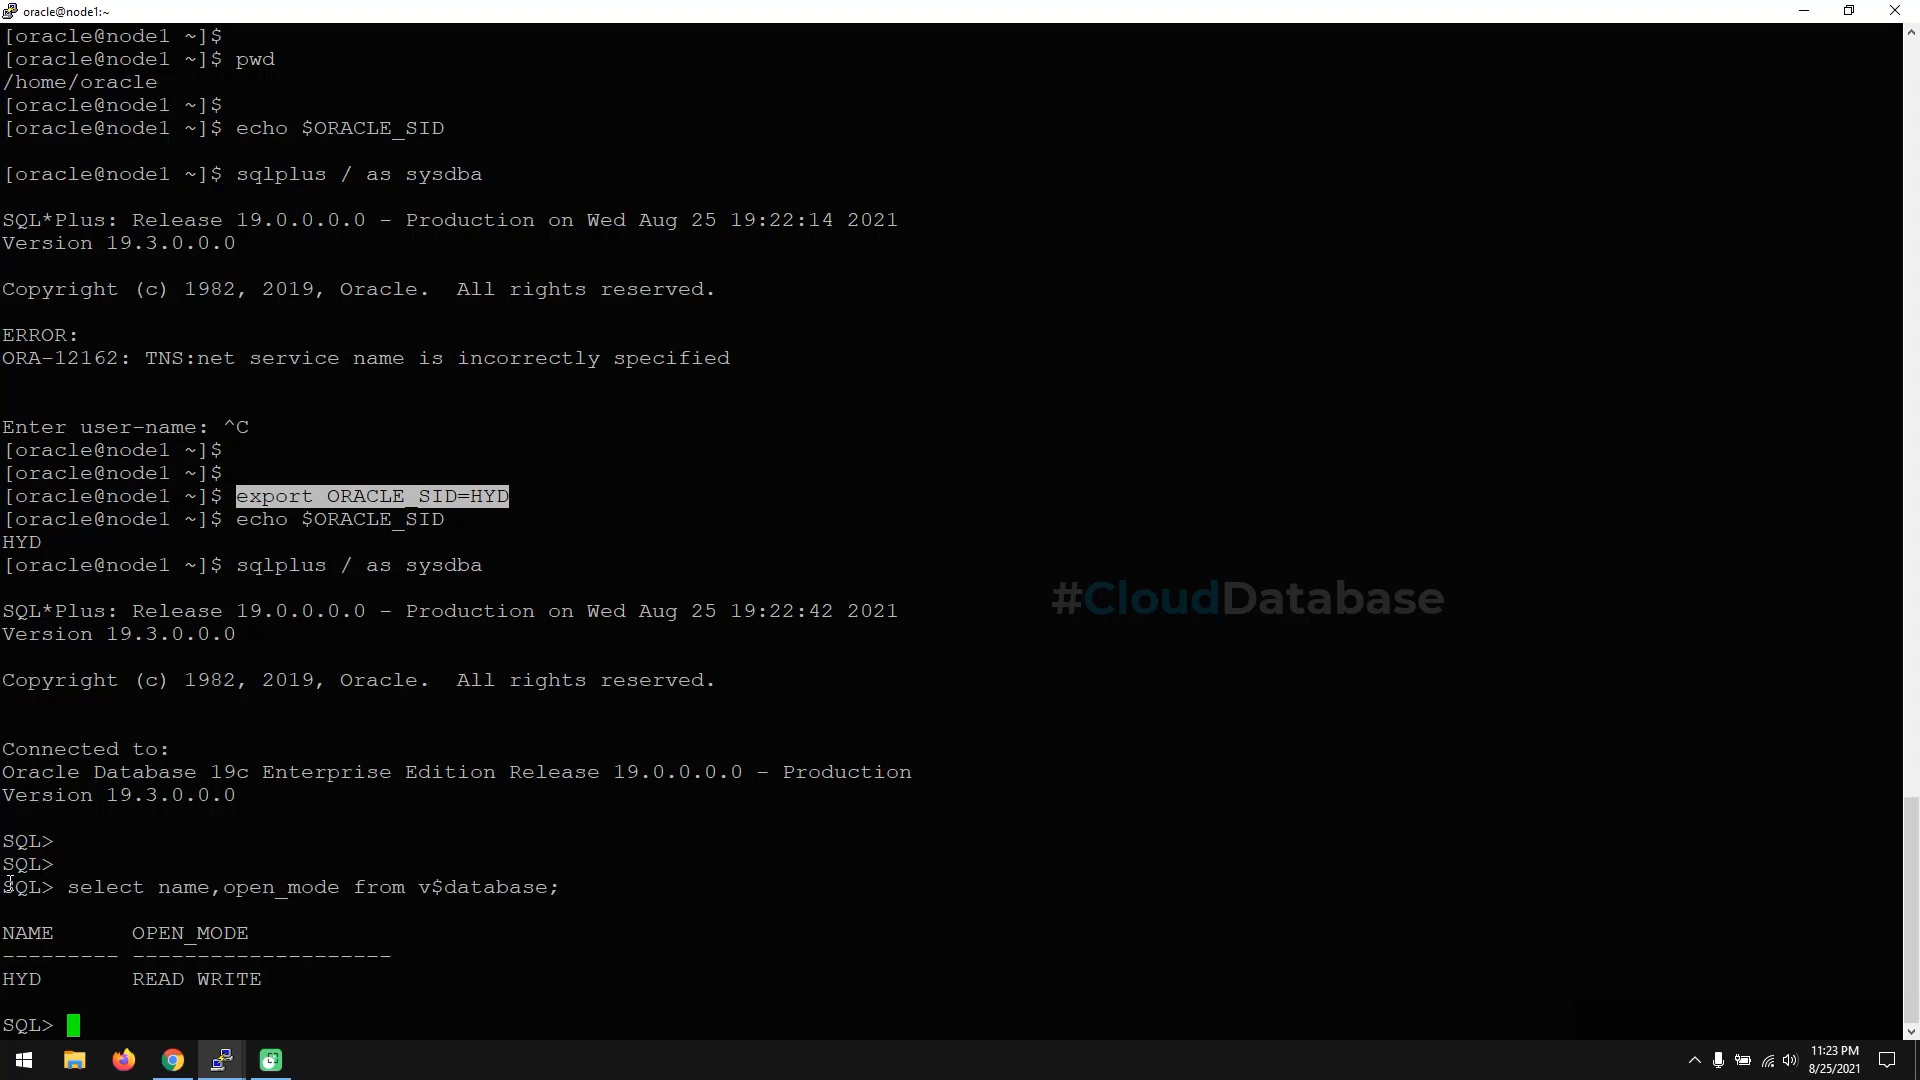 oracle@node1:~
[oracle@node1 ~]$
[oracle@node1 ~]$ pwd
/home/oracle
[oracle@node1 ~]$
[oracle@node1 ~]$ echo $ORACLE_SID
[oracle@node1 ~]$ sqlplus / as sysdba
SQL*Plus: Release 19.0.0.0.0 - Production on Wed Aug 25 19:22:14 2021
Version 19.3.0.0.0
Copyright (c) 1982, 2019, Oracle.  All rights reserved.
ERROR:
ORA-12162: TNS:net service name is incorrectly specified
Enter user-name: ^C
[oracle@node1 ~]$
[oracle@node1 ~]$
[oracle@node1 ~]$ export ORACLE_SID=HYD
[oracle@node1 ~]$ echo $ORACLE_SID
HYD
[oracle@node1 ~]$ sqlplus / as sysdba
#CloudDatabase
SQL*Plus: Release 19.0.0.0.0 - Production on Wed Aug 25 19:22:42 2021
Version 19.3.0.0.0
Copyright (c) 1982, 2019, Oracle.  All rights reserved.
Connected to:
Oracle Database 19c Enterprise Edition Release 19.0.0.0.0 - Production
Version 19.3.0.0.0
SQL>
SQL>
SQL> select name,open_mode from v$database;
NAME      OPEN_MODE
--------- --------------------
HYD       READ WRITE
SQL>
11:23 PM
8/25/2021